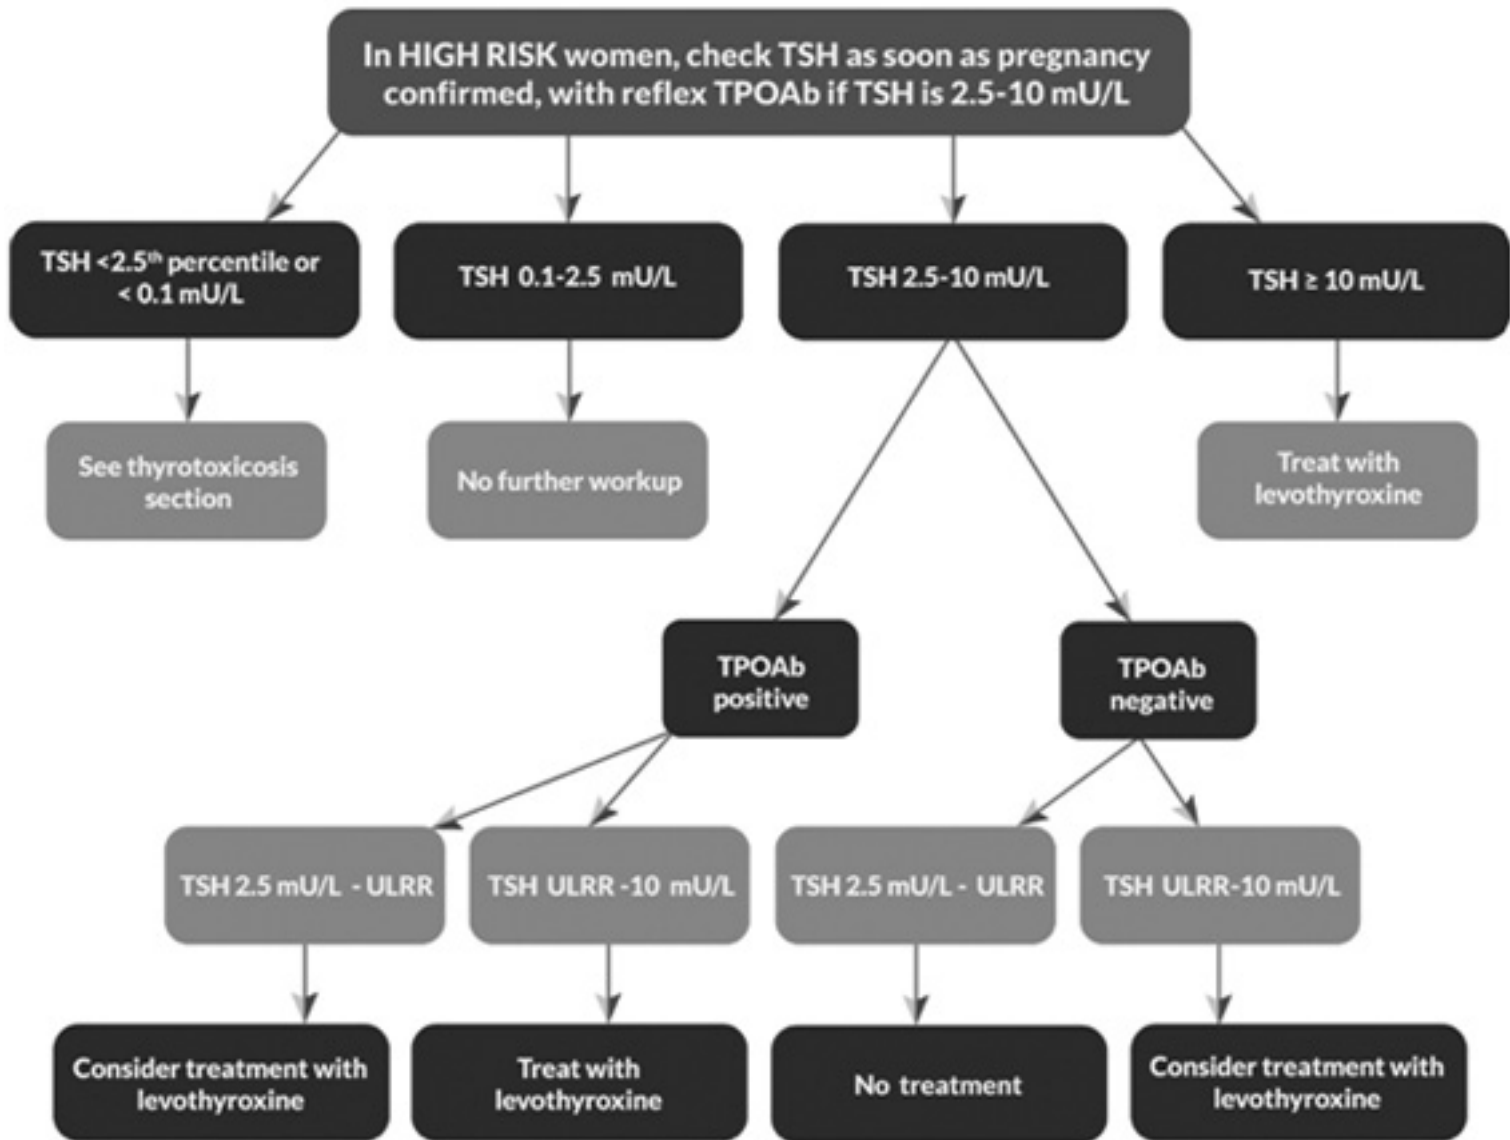 In HIGH RISK women, check TSH as soon as pregnancy
confirmed, with reflex TPOAb if TSH is 2.5-10 mU/L
TSH <2.5th percentile or
< 0.1 mU/L
TSH 0.1-2.5 mU/L
TSH 2.5-10 mU/L
TSH ≥ 10 mU/L
See thyrotoxicosis
section
No further workup
Treat with
levothyroxine
TPOAb
positive
TPOAb
negative
TSH 2.5 mU/L - ULRR
TSH ULRR -10 mU/L
TSH 2.5 mU/L - ULRR
TSH ULRR-10 mU/L
Consider treatment with
levothyroxine
Treat with
levothyroxine
No treatment
Consider treatment with
levothyroxine